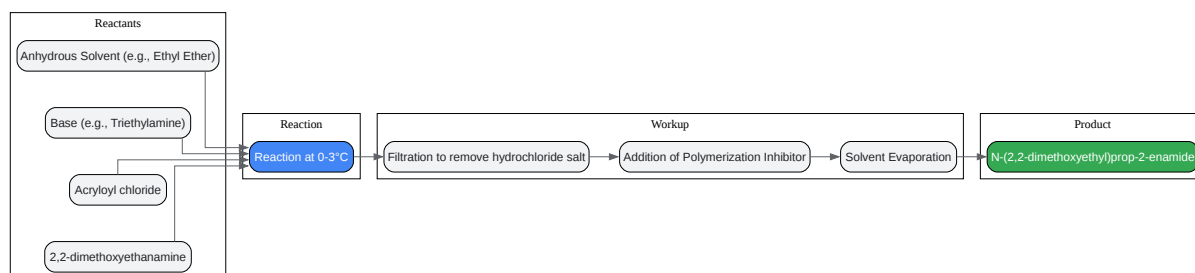 Reactants
Anhydrous Solvent (e.g., Ethyl Ether)
Base (e.g., Triethylamine)
Acryloyl chloride
2,2-dimethoxyethanamine
Reaction
Reaction at 0-3°C
Workup
Filtration to remove hydrochloride salt
Addition of Polymerization Inhibitor
Solvent Evaporation
Product
N-(2,2-dimethoxyethyl)prop-2-enamide